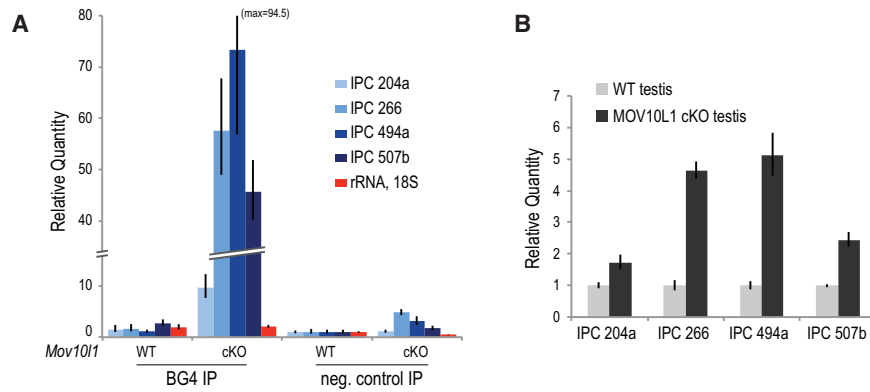 A
(max=94.5)
80
70
60
50
40
10
0
Relative Quantity
IPC 204a
IPC 266
IPC 494a
IPC 507b
rRNA, 18S
Mov10l1
WT
cKO
WT
cKO
BG4 IP
neg. control IP
B
WT testis
MOV10L1 cKO testis
7
6
5
4
3
2
1
0
Relative Quantity
IPC 204a
IPC 266
IPC 494a
IPC 507b